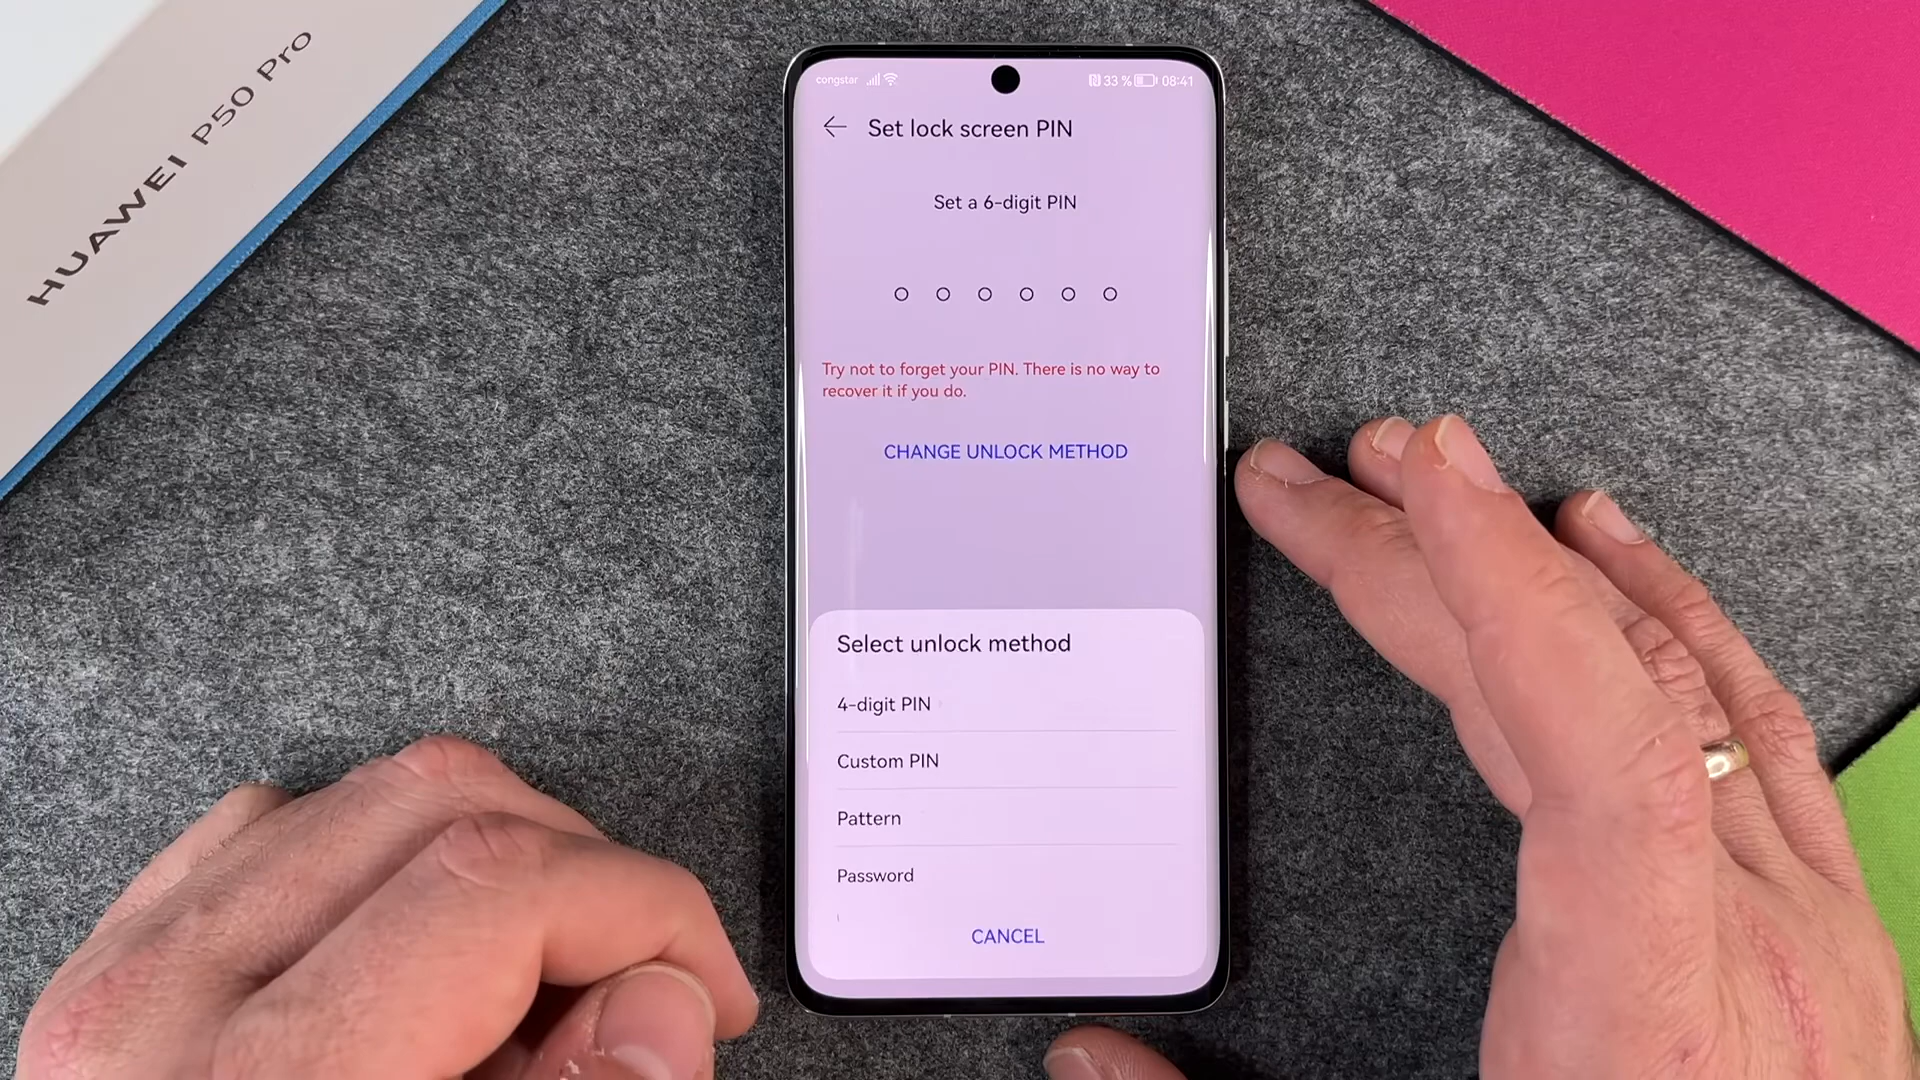 HUAWEI P50 Pro
congstar 33 % 08:41
Set lock screen PIN
Set a 6-digit PIN
Try not to forget your PIN. There is no way to
recover it if you do.
CHANGE UNLOCK METHOD
Select unlock method
4-digit PIN
Custom PIN
Pattern
Password
CANCEL